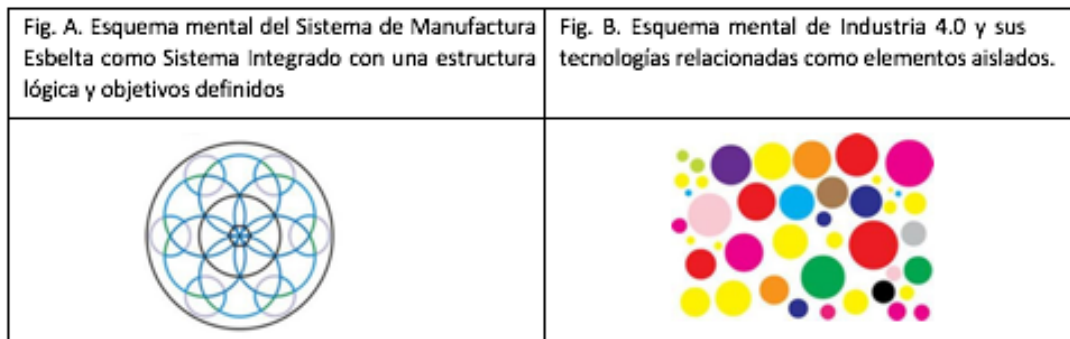 Fig. A. Esquema mental del Sistema de Manufactura
Esbelta como Sistema Integrado con una estructura
lógica y objetivos definidos
Fig. B. Esquema mental de Industria 4.0 y sus
tecnologías relacionadas como elementos aislados.